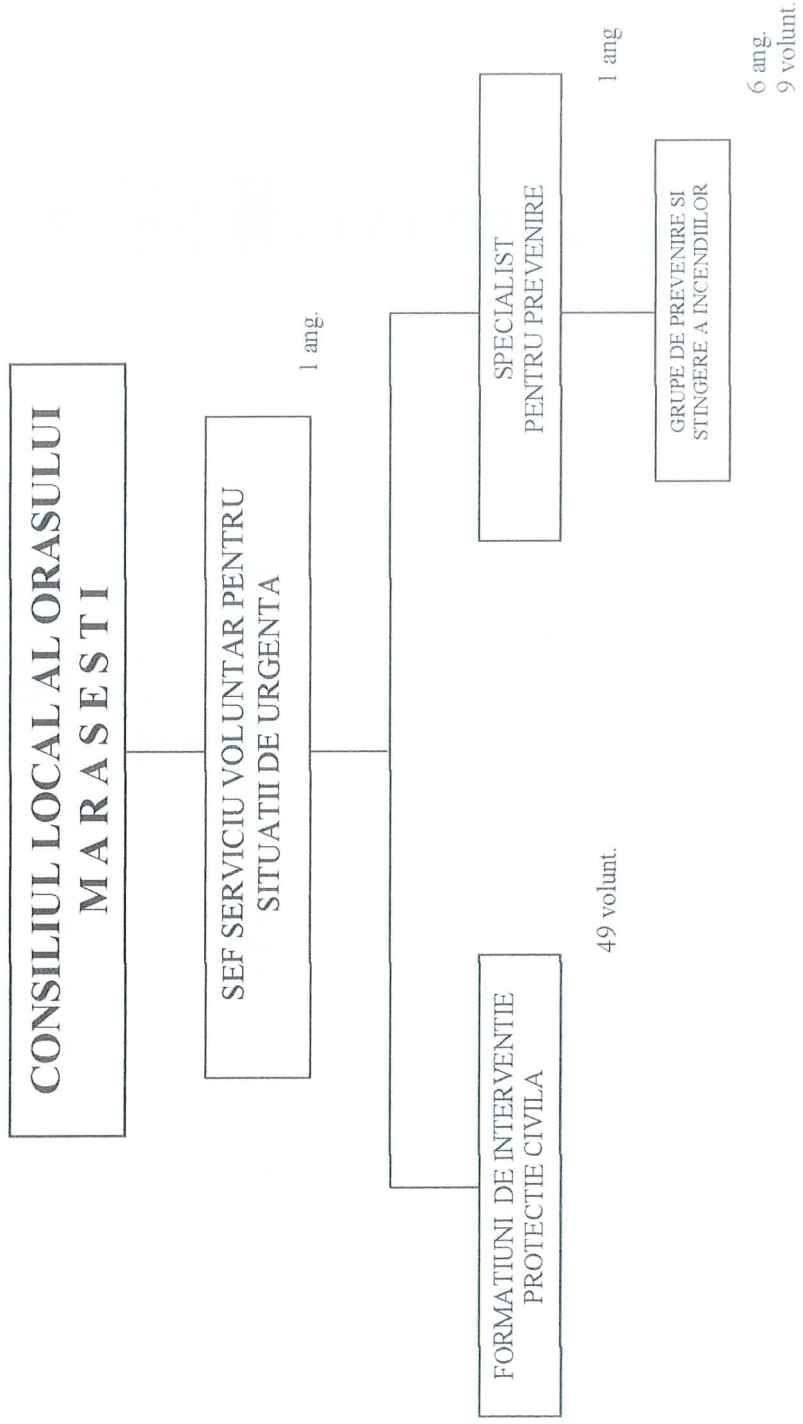 CONSILIUL LOCAL AL ORASULUI
MARASESTI
SEF SERVICIU VOLUNTAR PENTRU
SITUATII DE URGENTA
1 ang.
FORMATIUNI DE INTERVENTIE
PROTECTIE CIVILA
49 volunt.
SPECIALIST
PENTRU PREVENIRE
1 ang
GRUPE DE PREVENIRE SI
STINGERE A INCENDIILOR
6 ang.
9 volunt.